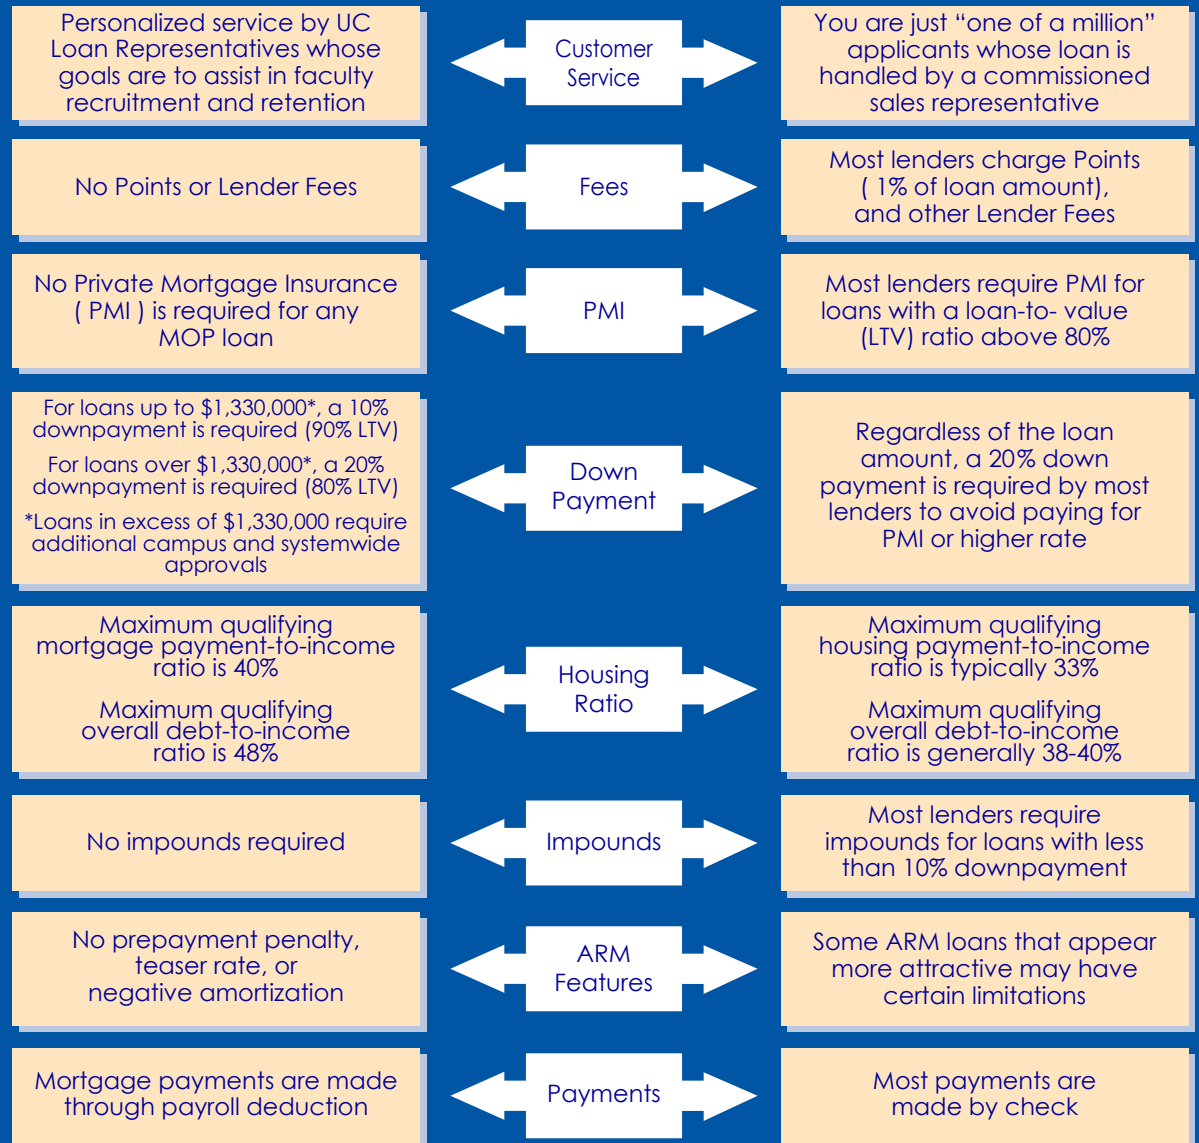 Personalized service by UC
Loan Representatives whose
goals are to assist in faculty
recruitment and retention
Customer
Service
You are just “one of a million”
applicants whose loan is
handled by a commissioned
sales representative
No Points or Lender Fees
Fees
Most lenders charge Points
( 1% of loan amount),
and other Lender Fees
No Private Mortgage Insurance
( PMI ) is required for any
MOP loan
PMI
Most lenders require PMI for
loans with a loan-to- value
(LTV) ratio above 80%
For loans up to $1,330,000*, a 10%
downpayment is required (90% LTV)
For loans over $1,330,000*, a 20%
downpayment is required (80% LTV)
*Loans in excess of $1,330,000 require
additional campus and systemwide
approvals
Down
Payment
Regardless of the loan
amount, a 20% down
payment is required by most
lenders to avoid paying for
PMI or higher rate
Maximum qualifying
mortgage payment-to-income
ratio is 40%
Maximum qualifying
overall debt-to-income
ratio is 48%
Housing
Ratio
Maximum qualifying
housing payment-to-income
ratio is typically 33%
Maximum qualifying
overall debt-to-income
ratio is generally 38-40%
No impounds required
Impounds
Most lenders require
impounds for loans with less
than 10% downpayment
No prepayment penalty,
teaser rate, or
negative amortization
ARM
Features
Some ARM loans that appear
more attractive may have
certain limitations
Mortgage payments are made
through payroll deduction
Payments
Most payments are
made by check